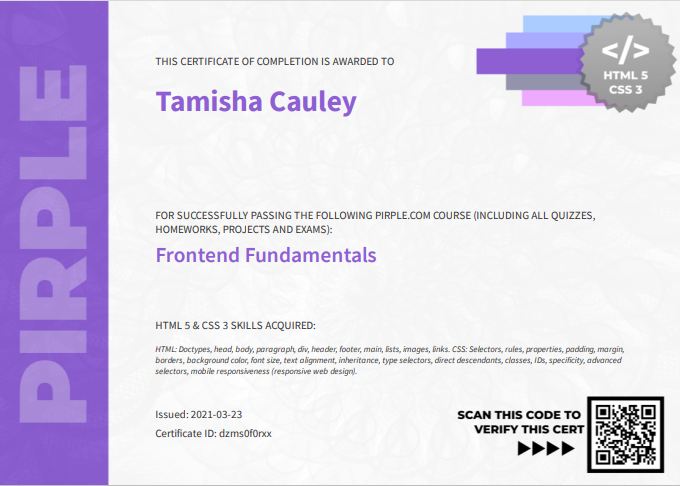 PIRPLE
THIS CERTIFICATE OF COMPLETION IS AWARDED TO
</>
HTML 5
CSS 3
Tamisha Cauley
FOR SUCCESSFULLY PASSING THE FOLLOWING PIRPLE.COM COURSE (INCLUDING ALL QUIZZES,
HOMEWORKS, PROJECTS AND EXAMS):
Frontend Fundamentals
HTML 5 & CSS 3 SKILLS ACQUIRED:
HTML: Doctypes, head, body, paragraph, div, header, footer, main, lists, images, links. CSS: Selectors, rules, properties, padding, margin,
borders, background color, font size, text alignment, inheritance, type selectors, direct descendants, classes, IDs, specificity, advanced
selectors, mobile responsiveness (responsive web design).
Issued: 2021-03-23
Certificate ID: dzms0f0rxx
SCAN THIS CODE TO
VERIFY THIS CERT